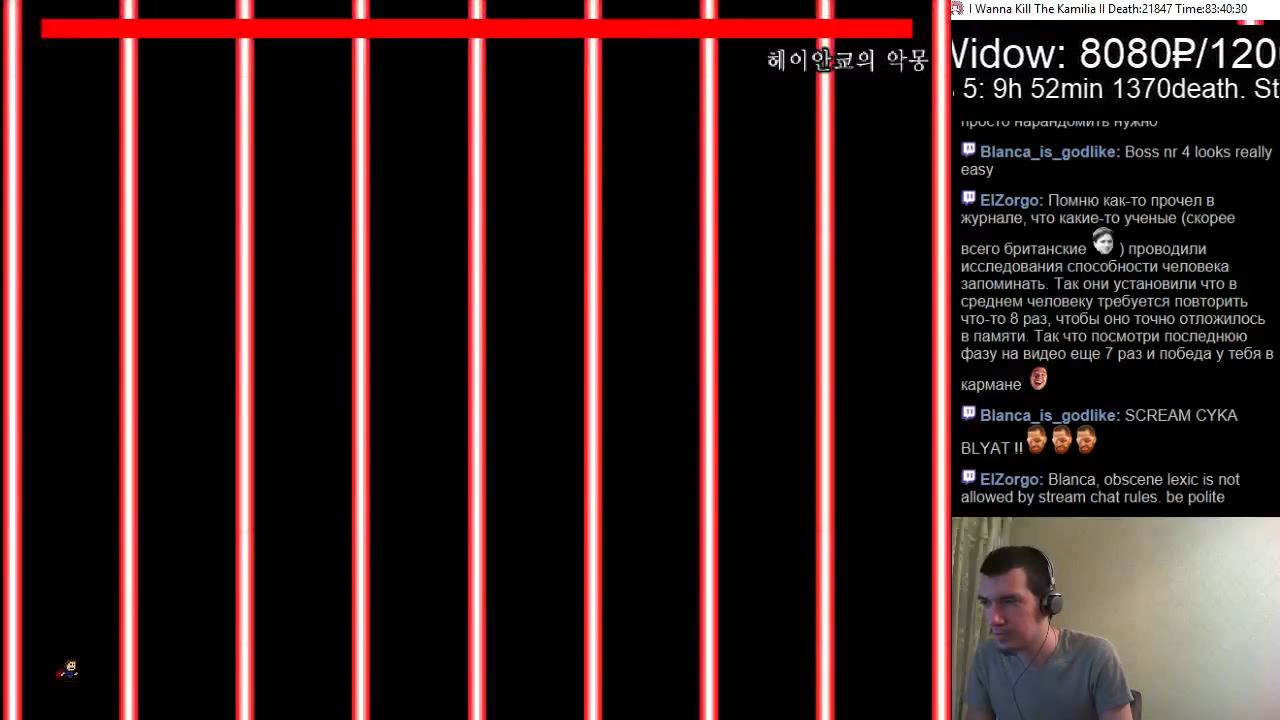 I Wanna Kill The Kamilia II Death:21847 Time:83:40:30
헤이안쿄의 악몽
Widow: 8080₽/120
5: 9h 52min 1370death. St
просто нарандомить нужно
Blanca_is_godlike: Boss nr 4 looks really
easy
ElZorgo: Помню как-то прочел в
журнале, что какие-то ученые (скорее
всего британские ) проводили
исследования способности человека
запоминать. Так они установили что в
среднем человеку требуется повторить
что-то 8 раз, чтобы оно точно отложилось
в памяти. Так что посмотри последнюю
фазу на видео еще 7 раз и победа у тебя в
кармане
Blanca_is_godlike: SCREAM CYKA
BLYAT !!
ElZorgo: Blanca, obscene lexic is not
allowed by stream chat rules. be polite